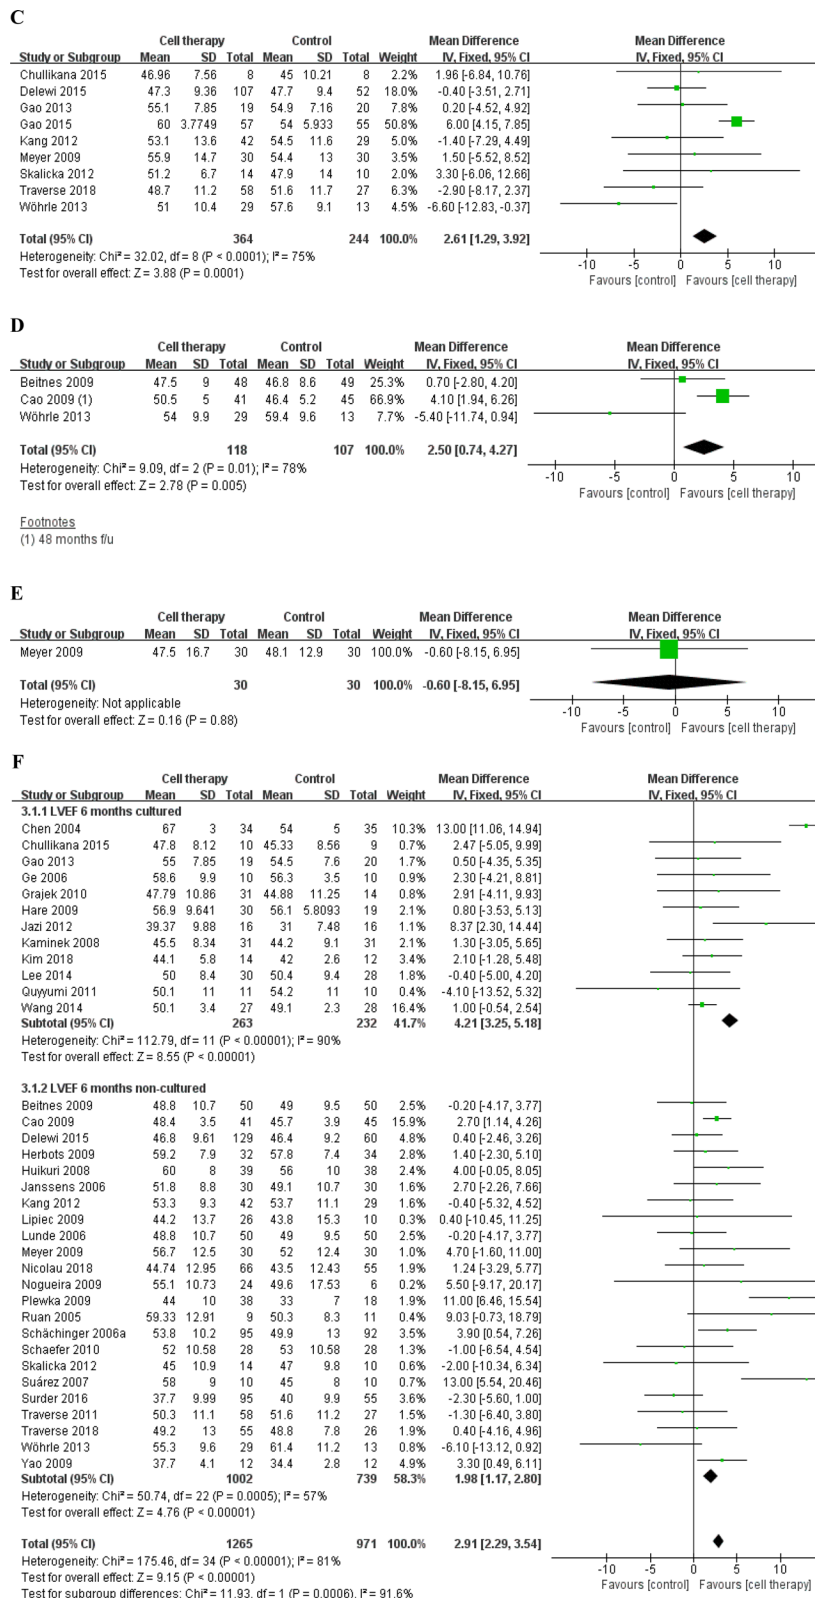 C
Cell therapy Control Mean Difference Mean Difference
Study or Subgroup Mean SD Total Mean SD Total Weight IV, Fixed, 95% CI IV, Fixed, 95% CI
Chullikana 2015 46.96 7.56 8 45 10.21 8 2.2% 1.96 [-6.84, 10.76]
Delewi 2015 47.3 9.36 107 47.7 9.4 52 18.0% -0.40 [-3.51, 2.71]
Gao 2013 55.1 7.85 19 54.9 7.16 20 7.8% 0.20 [-4.52, 4.92]
Gao 2015 60 3.7749 57 54 5.933 55 50.8% 6.00 [4.15, 7.85]
Kang 2012 53.1 13.6 42 54.5 11.6 29 5.0% -1.40 [-7.29, 4.49]
Meyer 2009 55.9 14.7 30 54.4 13 30 3.5% 1.50 [-5.52, 8.52]
Skalicka 2012 51.2 6.7 14 47.9 14 10 2.0% 3.30 [-6.06, 12.66]
Traverse 2018 48.7 11.2 58 51.6 11.7 27 6.3% -2.90 [-8.17, 2.37]
Wöhrle 2013 51 10.4 29 57.6 9.1 13 4.5% -6.60 [-12.83, -0.37]
Total (95% CI) 364 244 100.0% 2.61 [1.29, 3.92]
Heterogeneity: Chi² = 32.02, df = 8 (P < 0.0001); I² = 75%
Test for overall effect: Z = 3.88 (P = 0.0001)
-10 -5 0 5 10
Favours [control] Favours [cell therapy]
D
Cell therapy Control Mean Difference Mean Difference
Study or Subgroup Mean SD Total Mean SD Total Weight IV, Fixed, 95% CI IV, Fixed, 95% CI
Beitnes 2009 47.5 9 48 46.8 8.6 49 25.3% 0.70 [-2.80, 4.20]
Cao 2009 (1) 50.5 5 41 46.4 5.2 45 66.9% 4.10 [1.94, 6.26]
Wöhrle 2013 54 9.9 29 59.4 9.6 13 7.7% -5.40 [-11.74, 0.94]
Total (95% CI) 118 107 100.0% 2.50 [0.74, 4.27]
Heterogeneity: Chi² = 9.09, df = 2 (P = 0.01); I² = 78%
Test for overall effect: Z = 2.78 (P = 0.005)
-10 -5 0 5 10
Favours [control] Favours [cell therapy]
Footnotes
(1) 48 months f/u
E
Cell therapy Control Mean Difference Mean Difference
Study or Subgroup Mean SD Total Mean SD Total Weight IV, Fixed, 95% CI IV, Fixed, 95% CI
Meyer 2009 47.5 16.7 30 48.1 12.9 30 100.0% -0.60 [-8.15, 6.95]
Total (95% CI) 30 30 100.0% -0.60 [-8.15, 6.95]
Heterogeneity: Not applicable
Test for overall effect: Z = 0.16 (P = 0.88)
-10 -5 0 5 10
Favours [control] Favours [cell therapy]
F
Cell therapy Control Mean Difference Mean Difference
Study or Subgroup Mean SD Total Mean SD Total Weight IV, Fixed, 95% CI IV, Fixed, 95% CI
3.1.1 LVEF 6 months cultured
Chen 2004 67 3 34 54 5 35 10.3% 13.00 [11.06, 14.94]
Chullikana 2015 47.8 8.12 10 45.33 8.56 9 0.7% 2.47 [-5.05, 9.99]
Gao 2013 55 7.85 19 54.5 7.6 20 1.7% 0.50 [-4.35, 5.35]
Ge 2006 58.6 9.9 10 56.3 3.5 10 0.9% 2.30 [-4.21, 8.81]
Grajek 2010 47.79 10.86 31 44.88 11.25 14 0.8% 2.91 [-4.11, 9.93]
Hare 2009 56.9 9.641 30 56.1 5.8093 19 2.1% 0.80 [-3.53, 5.13]
Jazi 2012 39.37 9.88 16 31 7.48 16 1.1% 8.37 [2.30, 14.44]
Kaminek 2008 45.5 8.34 31 44.2 9.1 31 2.1% 1.30 [-3.05, 5.65]
Kim 2018 44.1 5.8 14 42 2.6 12 3.4% 2.10 [-1.28, 5.48]
Lee 2014 50 8.4 30 50.4 9.4 28 1.8% -0.40 [-5.00, 4.20]
Quyyumi 2011 50.1 11 11 54.2 11 10 0.4% -4.10 [-13.52, 5.32]
Wang 2014 50.1 3.4 27 49.1 2.3 28 16.4% 1.00 [-0.54, 2.54]
Subtotal (95% CI) 263 232 41.7% 4.21 [3.25, 5.18]
Heterogeneity: Chi² = 112.79, df = 11 (P < 0.00001); I² = 90%
Test for overall effect: Z = 8.55 (P < 0.00001)
3.1.2 LVEF 6 months non-cultured
Beitnes 2009 48.8 10.7 50 49 9.5 50 2.5% -0.20 [-4.17, 3.77]
Cao 2009 48.4 3.5 41 45.7 3.9 45 15.9% 2.70 [1.14, 4.26]
Delewi 2015 46.8 9.61 129 46.4 9.2 60 4.8% 0.40 [-2.46, 3.26]
Herbots 2009 59.2 7.9 32 57.8 7.4 34 2.9% 1.40 [-2.30, 5.10]
Huikuri 2008 60 8 39 56 10 38 2.4% 4.00 [-0.05, 8.05]
Janssens 2006 51.8 8.8 30 49.1 10.7 30 1.6% 2.70 [-2.26, 7.66]
Kang 2012 53.3 9.3 42 53.7 11.1 29 1.6% -0.40 [-5.32, 4.52]
Lipiec 2009 44.2 13.7 26 43.8 15.3 10 0.3% 0.40 [-10.45, 11.25]
Lunde 2006 48.8 10.7 50 49 9.5 50 2.5% -0.20 [-4.17, 3.77]
Meyer 2009 56.7 12.5 30 52 12.4 30 1.0% 4.70 [-1.60, 11.00]
Nicolau 2018 44.74 12.95 66 43.5 12.43 55 1.9% 1.24 [-3.29, 5.77]
Nogueira 2009 55.1 10.73 24 49.6 17.53 6 0.2% 5.50 [-9.17, 20.17]
Plewka 2009 44 10 38 33 7 18 1.9% 11.00 [6.46, 15.54]
Ruan 2005 59.33 12.91 9 50.3 8.3 11 0.4% 9.03 [-0.73, 18.79]
Schächinger 2006a 53.8 10.2 95 49.9 13 92 3.5% 3.90 [0.54, 7.26]
Schaefer 2010 52 10.58 28 53 10.58 28 1.3% -1.00 [-6.54, 4.54]
Skalicka 2012 45 10.9 14 47 9.8 10 0.6% -2.00 [-10.34, 6.34]
Suárez 2007 58 9 10 45 8 10 0.7% 13.00 [5.54, 20.46]
Surder 2016 37.7 9.99 95 40 9.9 55 3.6% -2.30 [-5.60, 1.00]
Traverse 2011 50.3 11.1 58 51.6 11.2 27 1.5% -1.30 [-6.40, 3.80]
Traverse 2018 49.2 13 55 48.8 7.8 26 1.9% 0.40 [-4.16, 4.96]
Wöhrle 2013 55.3 9.6 29 61.4 11.2 13 0.8% -6.10 [-13.12, 0.92]
Yao 2009 37.7 4.1 12 34.4 2.8 12 4.9% 3.30 [0.49, 6.11]
Subtotal (95% CI) 1002 739 58.3% 1.98 [1.17, 2.80]
Heterogeneity: Chi² = 50.74, df = 22 (P = 0.0005); I² = 57%
Test for overall effect: Z = 4.76 (P < 0.00001)
Total (95% CI) 1265 971 100.0% 2.91 [2.29, 3.54]
Heterogeneity: Chi² = 175.46, df = 34 (P < 0.00001); I² = 81%
Test for overall effect: Z = 9.15 (P < 0.00001)
Test for subgroup differences: Chi² = 11.93, df = 1 (P = 0.0006), I² = 91.6%
-10 -5 0 5 10
Favours [control] Favours [cell therapy]